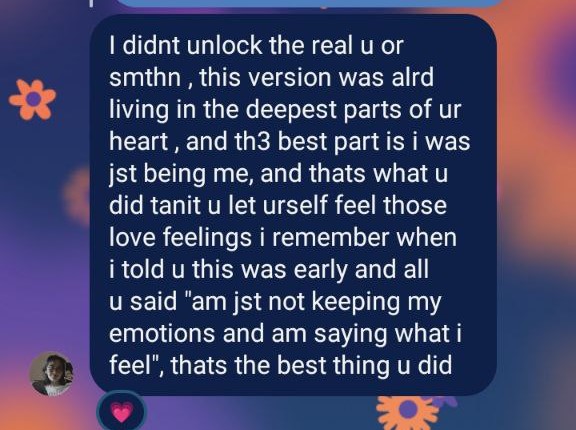 I didnt unlock the real u or
smthn , this version was alrd
living in the deepest parts of ur
heart , and th3 best part is i was
jst being me, and thats what u
did tanit u let urself feel those
love feelings i remember when
i told u this was early and all
u said "am jst not keeping my
emotions and am saying what i
feel", thats the best thing u did